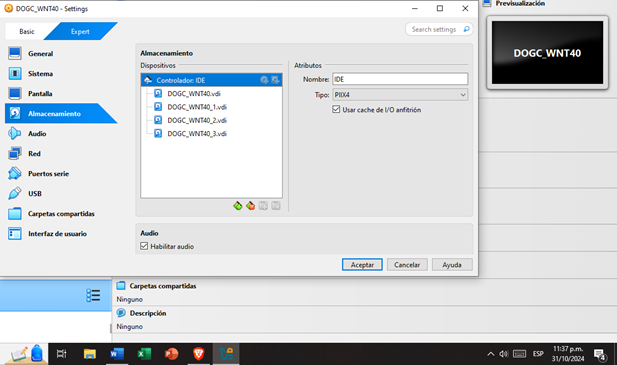 DOGC_WNT40 - Settings
Previsualización
Basic
Expert
Search settings
DOGC_WNT40
General
Sistema
Pantalla
Almacenamiento
Audio
Red
Puertos serie
USB
Carpetas compartidas
Interfaz de usuario
Almacenamiento
Dispositivos
Controlador: IDE
DOGC_WNT40.vdi
DOGC_WNT40_1.vdi
DOGC_WNT40_2.vdi
DOGC_WNT40_3.vdi
Atributos
Nombre: IDE
Tipo: PIIX4
Usar cache de I/O anfitrión
Audio
Habilitar audio
Aceptar
Cancelar
Ayuda
Carpetas compartidas
Ninguno
Descripción
Ninguno
ESP
11:37 p.m.
31/10/2024
4